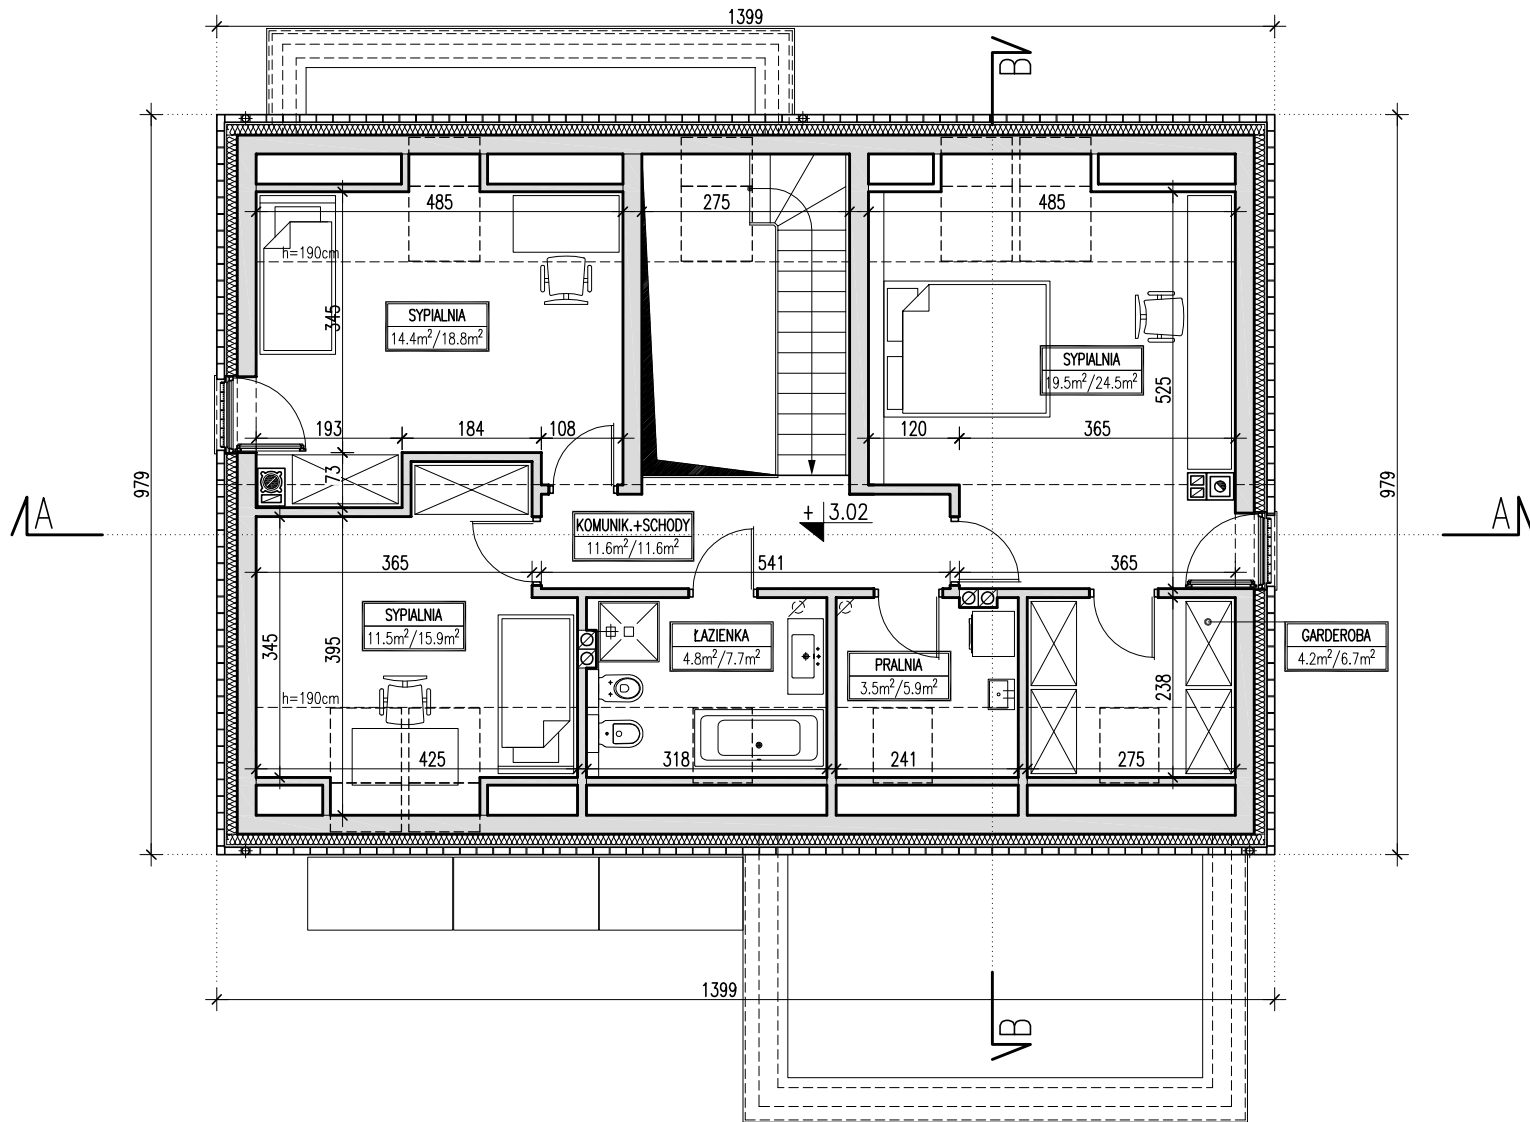 1399
B
485
275
485
h=190cm
345
SYPIALNIA
14.4m²/18.8m²
SYPIALNIA
19.5m²/24.5m²
525
193
184
108
120
365
73
979
979
A
A
+ 3.02
KOMUNIK.+SCHODY
11.6m²/11.6m²
365
541
365
SYPIALNIA
11.5m²/15.9m²
ŁAZIENKA
4.8m²/7.7m²
PRALNIA
3.5m²/5.9m²
GARDEROBA
4.2m²/6.7m²
345
395
238
h=190cm
425
318
241
275
1399
B